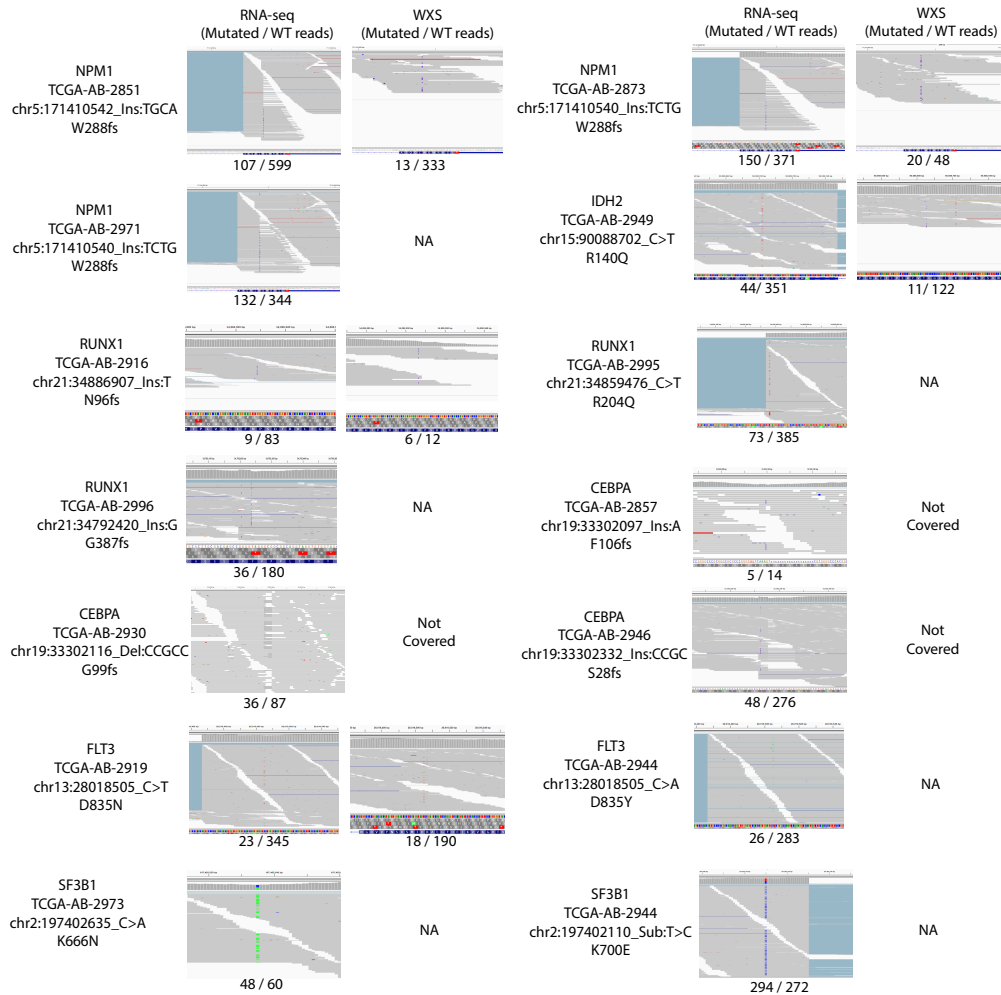 RNA-seq
(Mutated / WT reads)
WXS
(Mutated / WT reads)
RNA-seq
(Mutated / WT reads)
WXS
(Mutated / WT reads)
NPM1
TCGA-AB-2851
chr5:171410542_Ins:TGCA
W288fs
107 / 599
13 / 333
NPM1
TCGA-AB-2873
chr5:171410540_Ins:TCTG
W288fs
150 / 371
20 / 48
NPM1
TCGA-AB-2971
chr5:171410540_Ins:TCTG
W288fs
132 / 344
NA
IDH2
TCGA-AB-2949
chr15:90088702_C>T
R140Q
44/ 351
11 / 122
RUNX1
TCGA-AB-2916
chr21:34886907_Ins:T
N96fs
9 / 83
6 / 12
RUNX1
TCGA-AB-2995
chr21:34859476_C>T
R204Q
73 / 385
NA
RUNX1
TCGA-AB-2996
chr21:34792420_Ins:G
G387fs
36 / 180
NA
CEBPA
TCGA-AB-2857
chr19:33302097_Ins:A
F106fs
5 / 14
Not
Covered
CEBPA
TCGA-AB-2930
chr19:33302116_Del:CCGCC
G99fs
36 / 87
Not
Covered
CEBPA
TCGA-AB-2946
chr19:33302332_Ins:CCGC
S28fs
48 / 276
Not
Covered
FLT3
TCGA-AB-2919
chr13:28018505_C>T
D835N
23 / 345
18 / 190
FLT3
TCGA-AB-2944
chr13:28018505_C>A
D835Y
26 / 283
NA
SF3B1
TCGA-AB-2973
chr2:197402635_C>A
K666N
48 / 60
NA
SF3B1
TCGA-AB-2944
chr2:197402110_Sub:T>C
K700E
294 / 272
NA